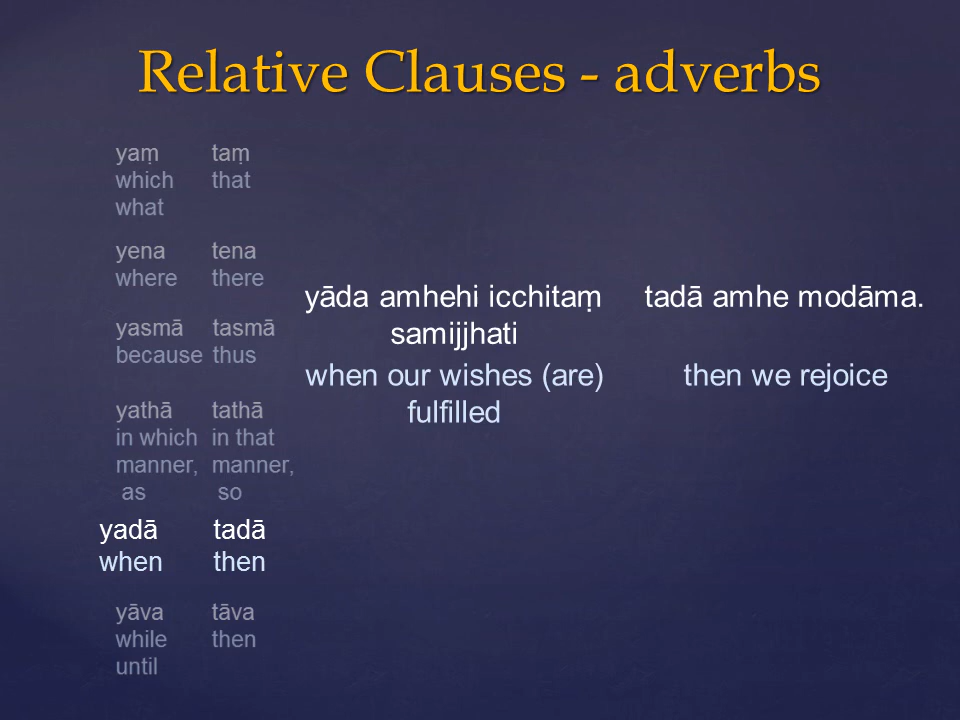 Relative Clauses - adverbs
yaṃ taṃ
which that
what
yena tena
where there
yasmā tasmā
because thus
yathā tathā
in which in that
manner, manner,
as so
yadā tadā
when then
yāva tāva
while then
until
yāda amhehi icchitaṃ tadā amhe modāma.
samijjhati
when our wishes (are) then we rejoice
fulfilled